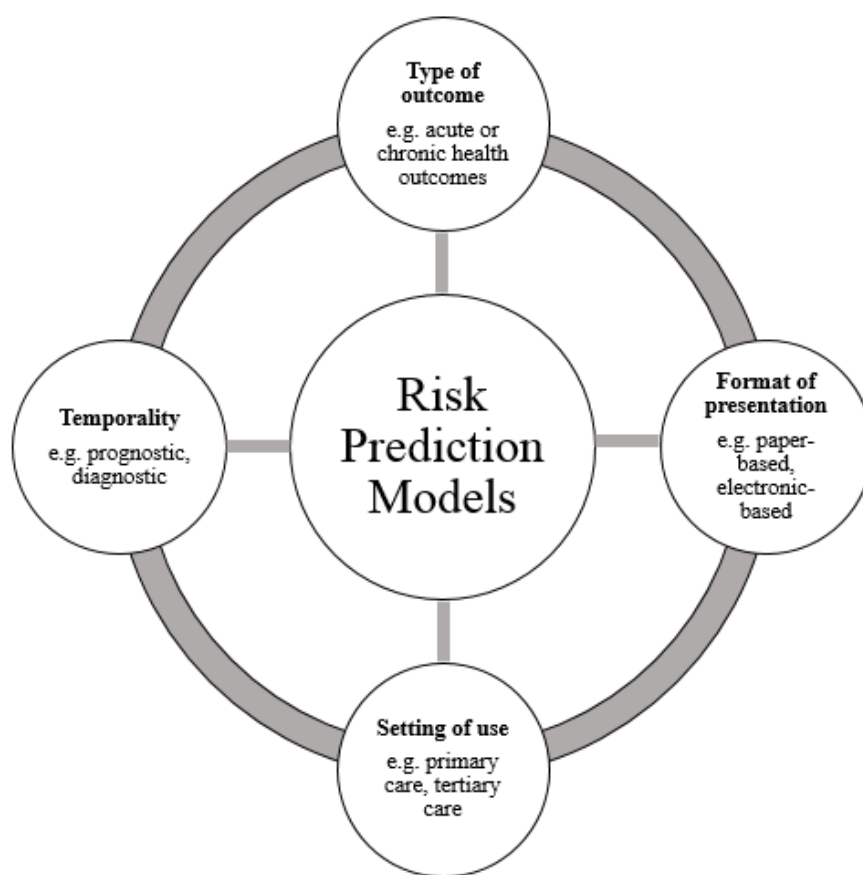 Type of
outcome
e.g. acute or
chronic health
outcomes
Temporality
e.g. prognostic,
diagnostic
Risk
Prediction
Models
Format of
presentation
e.g. paper-
based,
electronic-
based
Setting of use
e.g. primary
care, tertiary
care